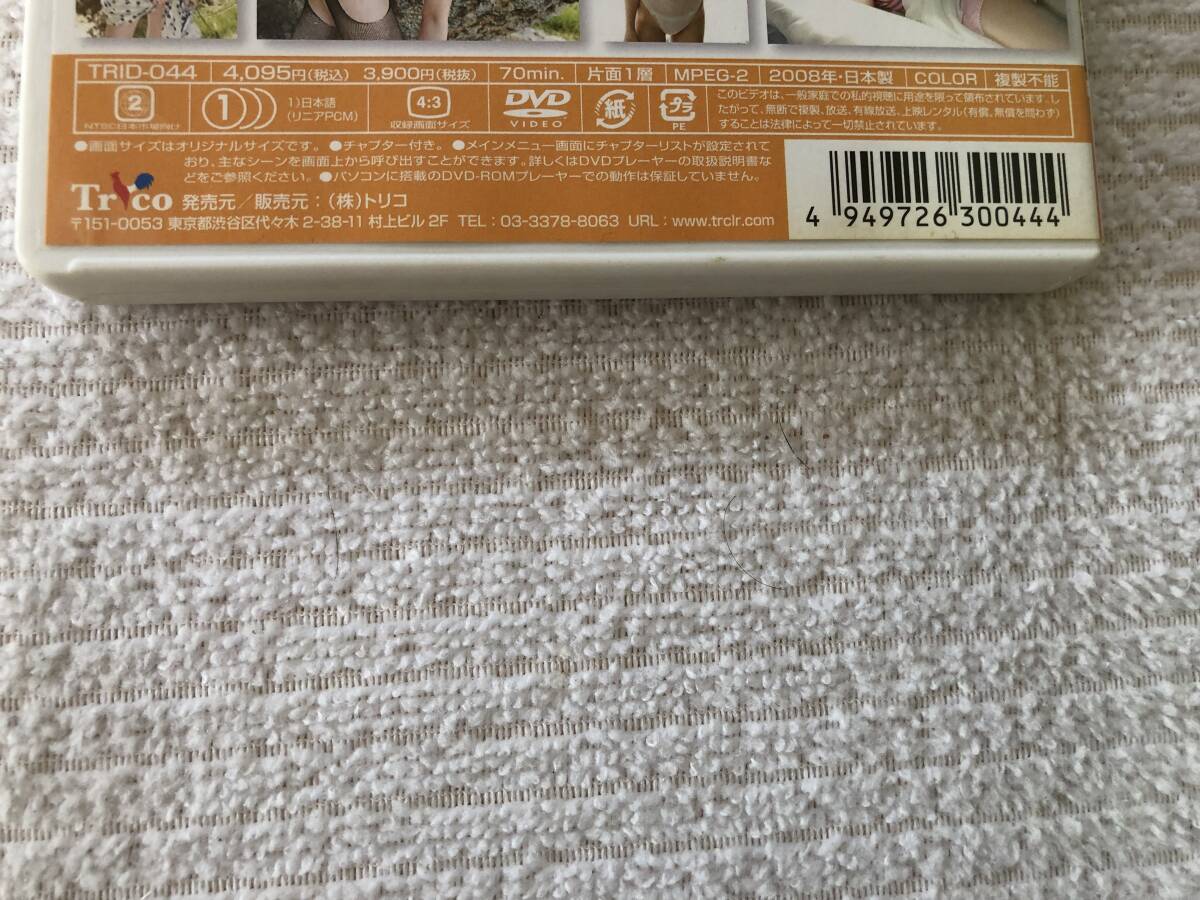 TRID-044 4,095円(税込) 3,900円(税抜) 70min. 片面1層 MPEG-2 2008年・日本製 COLOR 複製不能
2 1))) 1)日本語 4:3 DVD 紙 プラ このビデオは、一般家庭での私的視聴に用途を限って領布されています。し
NTSC日本市場向け (リニアPCM) 収録画面サイズ VIDEO PE たがって、無断で複製、放送、有線放送、上映レンタル(有償、無償を問わず)
することは法律によって一切禁止されています。
●画面サイズはオリジナルサイズです。●チャプター付き。●メインメニュー画面にチャプターリストが設定されて
おり、主なシーンを画面上から呼び出すことができます。詳しくはDVDプレーヤーの取扱説明書な
どをご参照ください。●パソコンに搭載のDVD-ROMプレーヤーでの動作は保証していません。
Trico 発売元/販売元:(株)トリコ
〒151-0053 東京都渋谷区代々木 2-38-11 村上ビル 2F TEL:03-3378-8063 URL:www.trclr.com
4 949726 300444